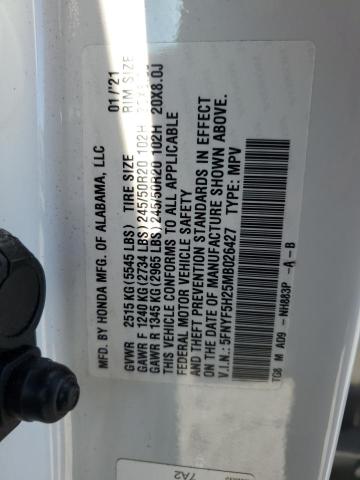 MFD. BY HONDA MFG. OF ALABAMA, LLC 01/'21
GVWR 2515 KG (5545 LBS) TIRE SIZE RIM SIZE
GAWR F 1240 KG (2734 LBS) 245/50R20 102H 20X8.0J
GAWR R 1345 KG (2965 LBS) 245/50R20 102H 20X8.0J
THIS VEHICLE CONFORMS TO ALL APPLICABLE
FEDERAL MOTOR VEHICLE SAFETY
AND THEFT PREVENTION STANDARDS IN EFFECT
ON THE DATE OF MANUFACTURE SHOWN ABOVE.
V.I.N.: 5FNYF5H25MB026427 TYPE: MPV
TG8 M A09 -NH883P -A-B
7A2